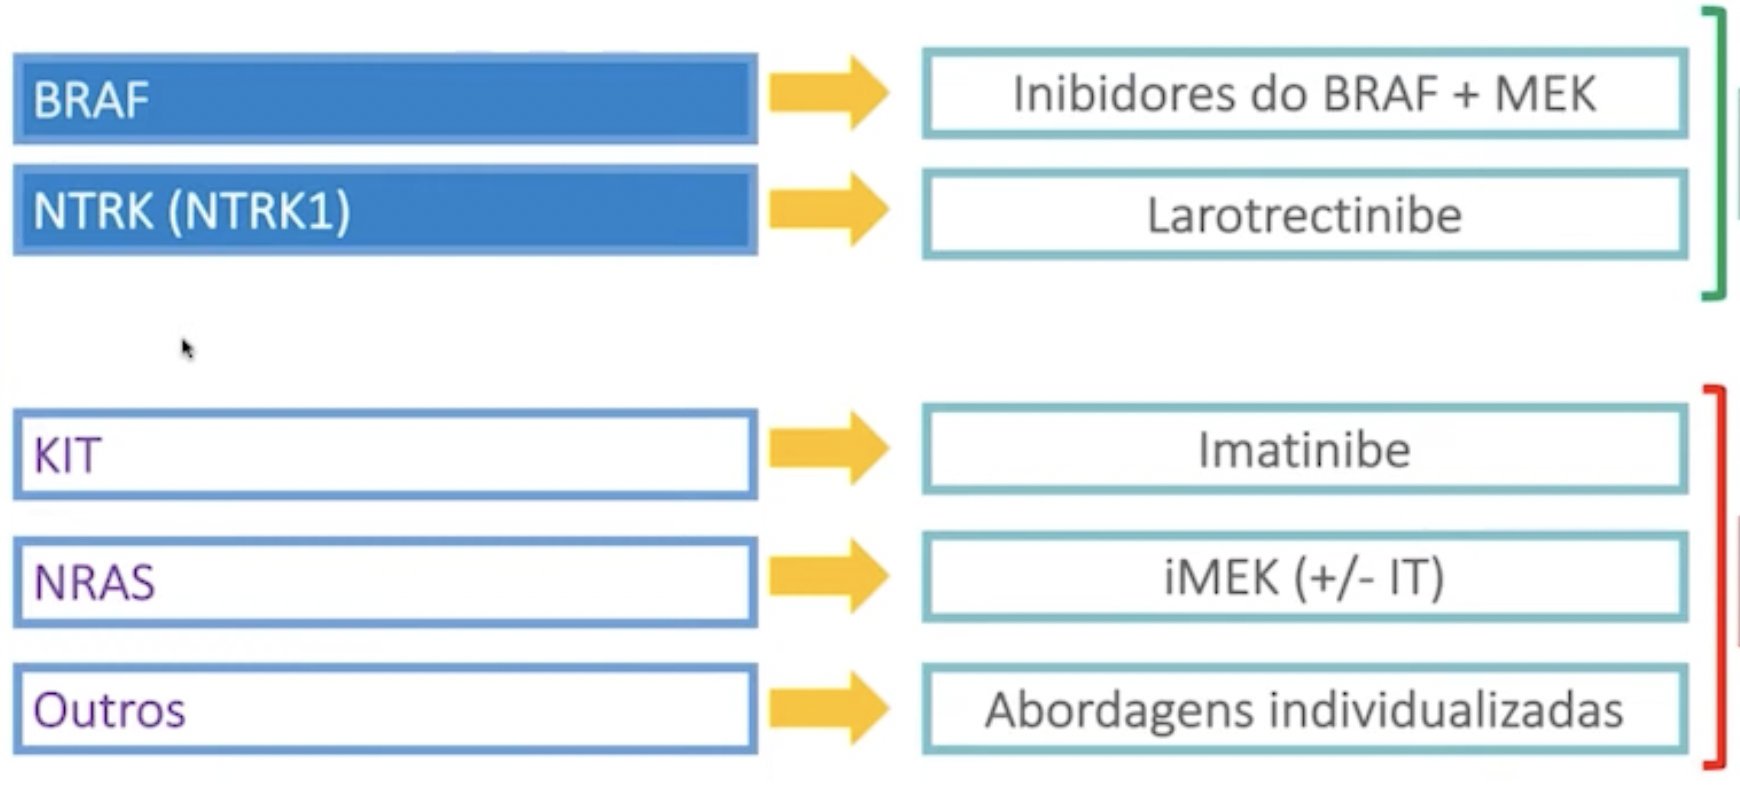 BRAF
Inibidores do BRAF + MEK
NTRK (NTRK1)
Larotrectinibe
KIT
Imatinibe
NRAS
iMEK (+/- IT)
Outros
Abordagens individualizadas